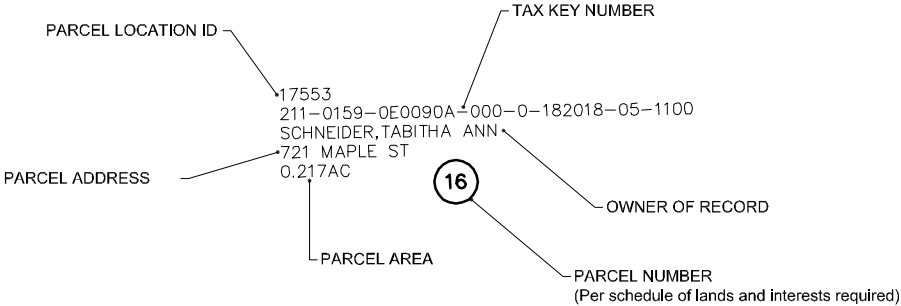 TAX KEY NUMBER
PARCEL LOCATION ID
17553
211-0159-0E0090A-000-0-182018-05-1100
SCHNEIDER,TABITHA ANN
721 MAPLE ST
PARCEL ADDRESS
0.217AC
16
OWNER OF RECORD
PARCEL AREA
PARCEL NUMBER
(Per schedule of lands and interests required)